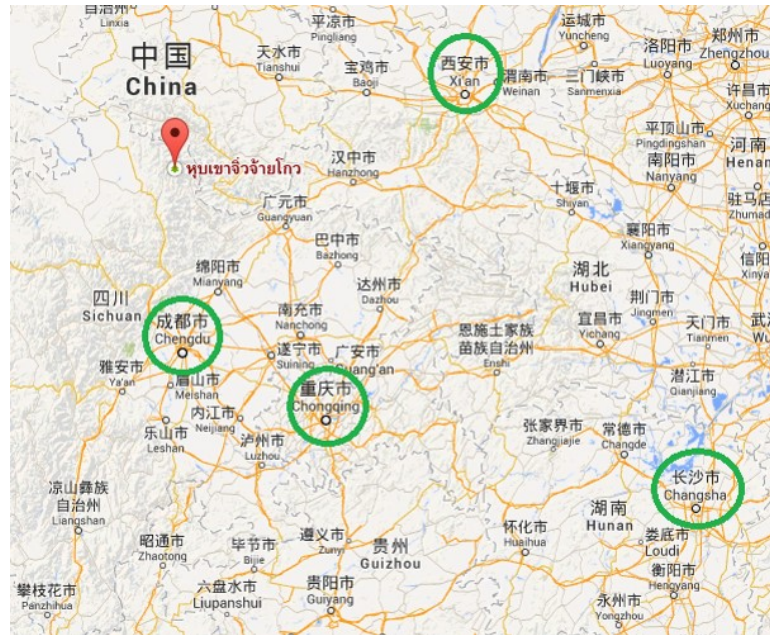 自治州
Linxia
平凉市
Pingliang
运城市
Yuncheng
郑州市
Zhengzhou
中国
China
天水市
Tianshui
宝鸡市
Baoji
西安市
Xi'an
渭南市
Weinan
三门峡市
Sanmenxia
洛阳市
Luoyang
许昌市
Xuchang
平顶山市
Pingdingshan
河南
Henan
หุบเขาจิ่วจ้ายโกว
汉中市
Hanzhong
南阳市
Nanyang
十堰市
Shiyan
驻马店
Zhumad
广元市
Guangyuan
巴中市
Bazhong
襄阳市
Xiangyang
信阳
Xinya
绵阳市
Mianyang
达州市
Dazhou
湖北
Hubei
荆门市
Jingmen
四川
Sichuan
成都市
Chengdu
南充市
Nanchong
恩施土家族
苗族自治州
Enshi
宜昌市
Yichang
天门市
Tianmen
武
Wu
遂宁市
Suining
广安市
Guang'an
雅安市
Ya'an
眉山市
Meishan
重庆市
Chongqing
潜江市
Qianjiang
内江市
Neijiang
乐山市
Leshan
泸州市
Luzhou
张家界市
Zhangjiajie
常德市
Changde
长沙市
Changsha
凉山彝族
自治州
Liangshan
湖南
Hunan
昭通市
Zhaotong
毕节市
Bijie
遵义市
Zunyi
贵州
Guizhou
怀化市
Huaihua
娄底市
Loudi
衡阳市
Hengyang
攀枝花市
Panzhihua
六盘水市
Liupanshui
贵阳市
Guiyang
永州市
Yongzhou